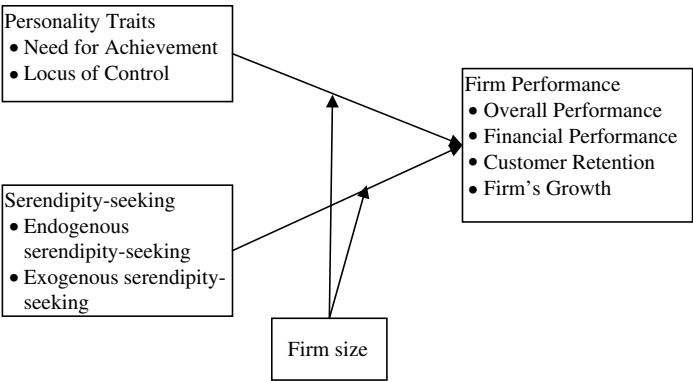 Personality Traits
• Need for Achievement
• Locus of Control
Firm Performance
• Overall Performance
• Financial Performance
• Customer Retention
• Firm's Growth
Serendipity-seeking
• Endogenous
serendipity-seeking
• Exogenous serendipity-
seeking
Firm size